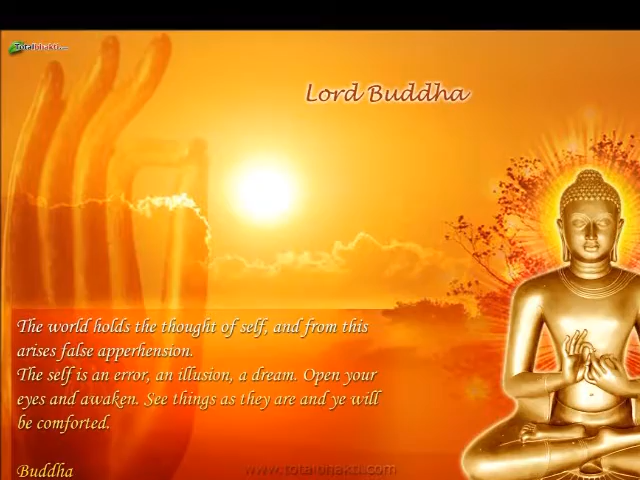 Totalbhakti.com
Lord Buddha
The world holds the thought of self, and from this
arises false apperhension.
The self is an error, an illusion, a dream. Open your
eyes and awaken. See things as they are and ye will
be comforted.
Buddha
www.totalbhakti.com